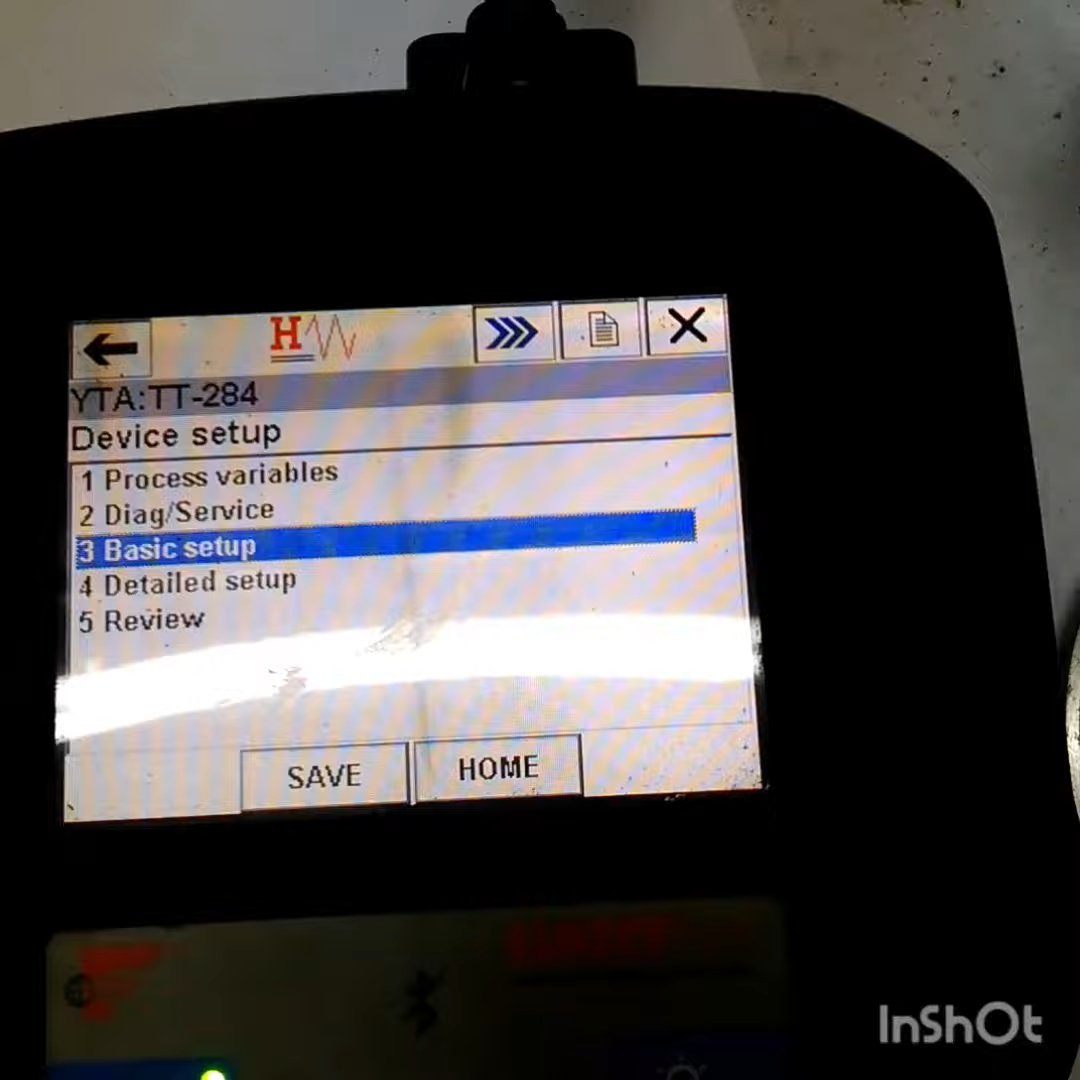 H
YTA:TT-284
Device setup
1 Process variables
2 Diag/Service
3 Basic setup
4 Detailed setup
5 Review
SAVE
HOME
InShOt